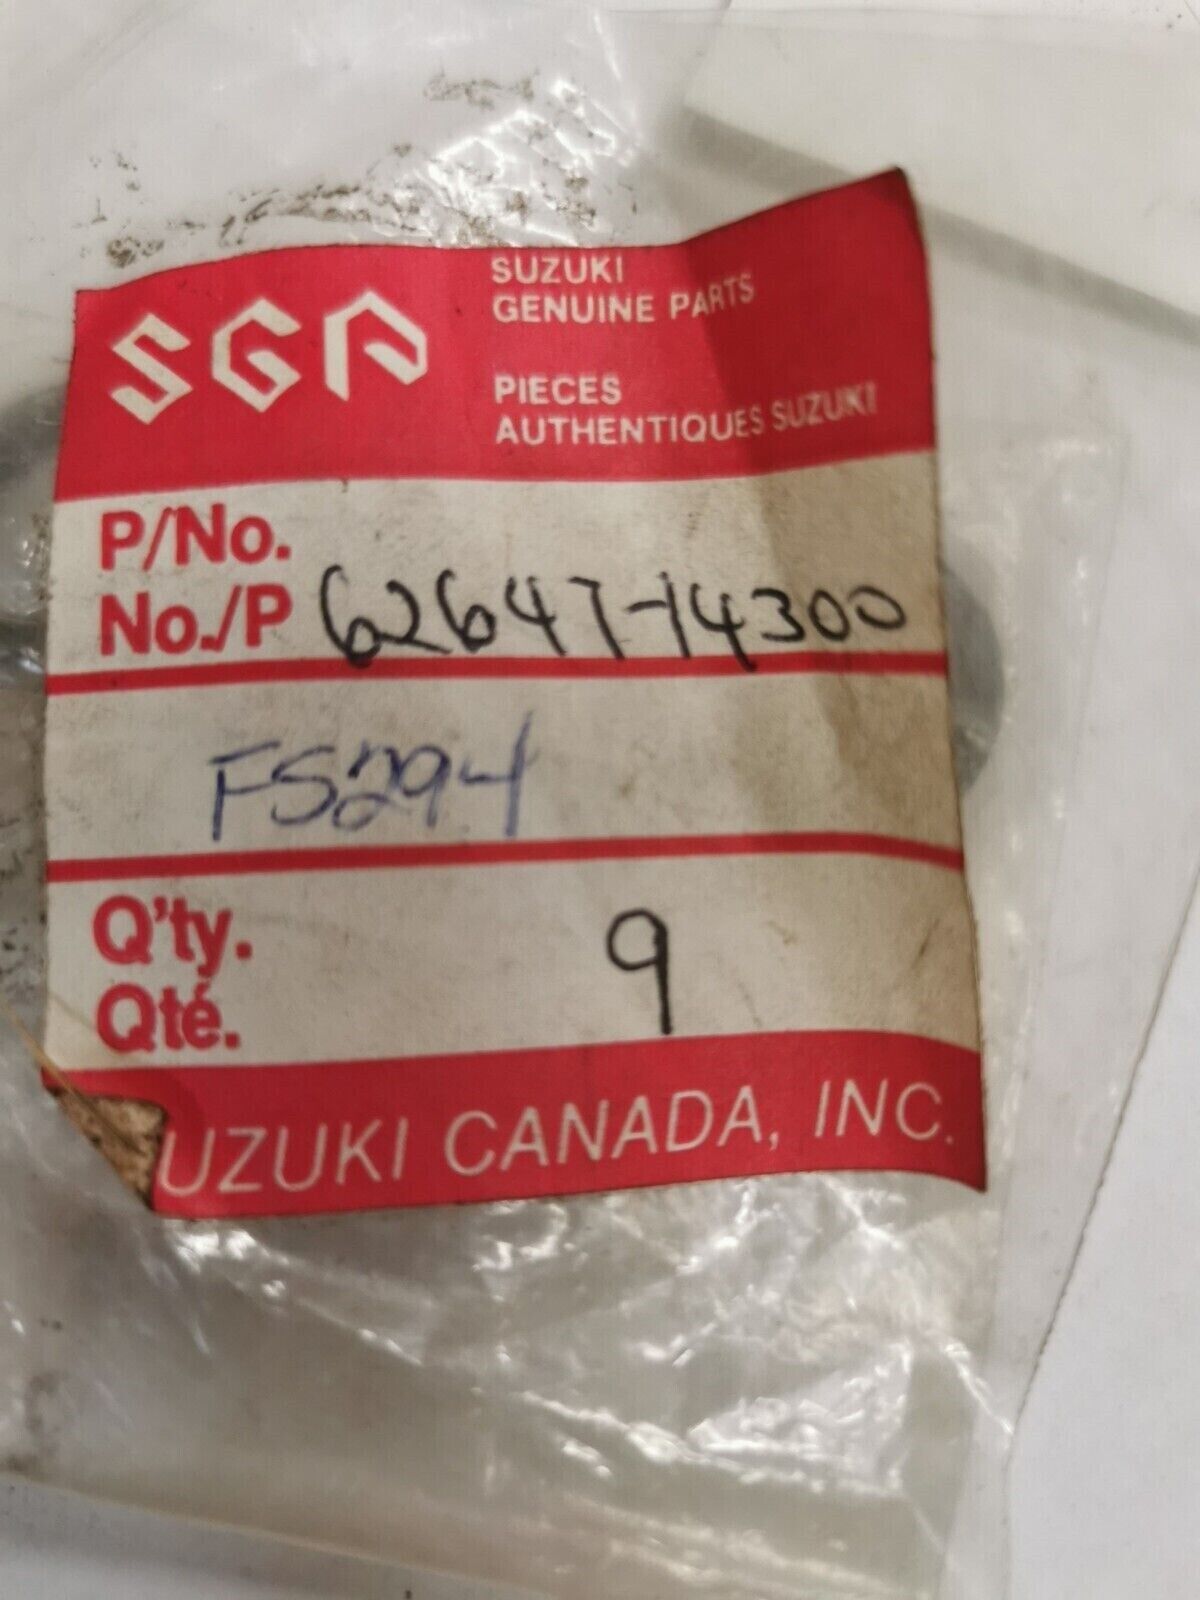 SGP
SUZUKI
GENUINE PARTS
PIECES
AUTHENTIQUES SUZUKI
P/No.
No./P 62647-14300
FS294
Q'ty.
Qté. 9
UZUKI CANADA, INC.